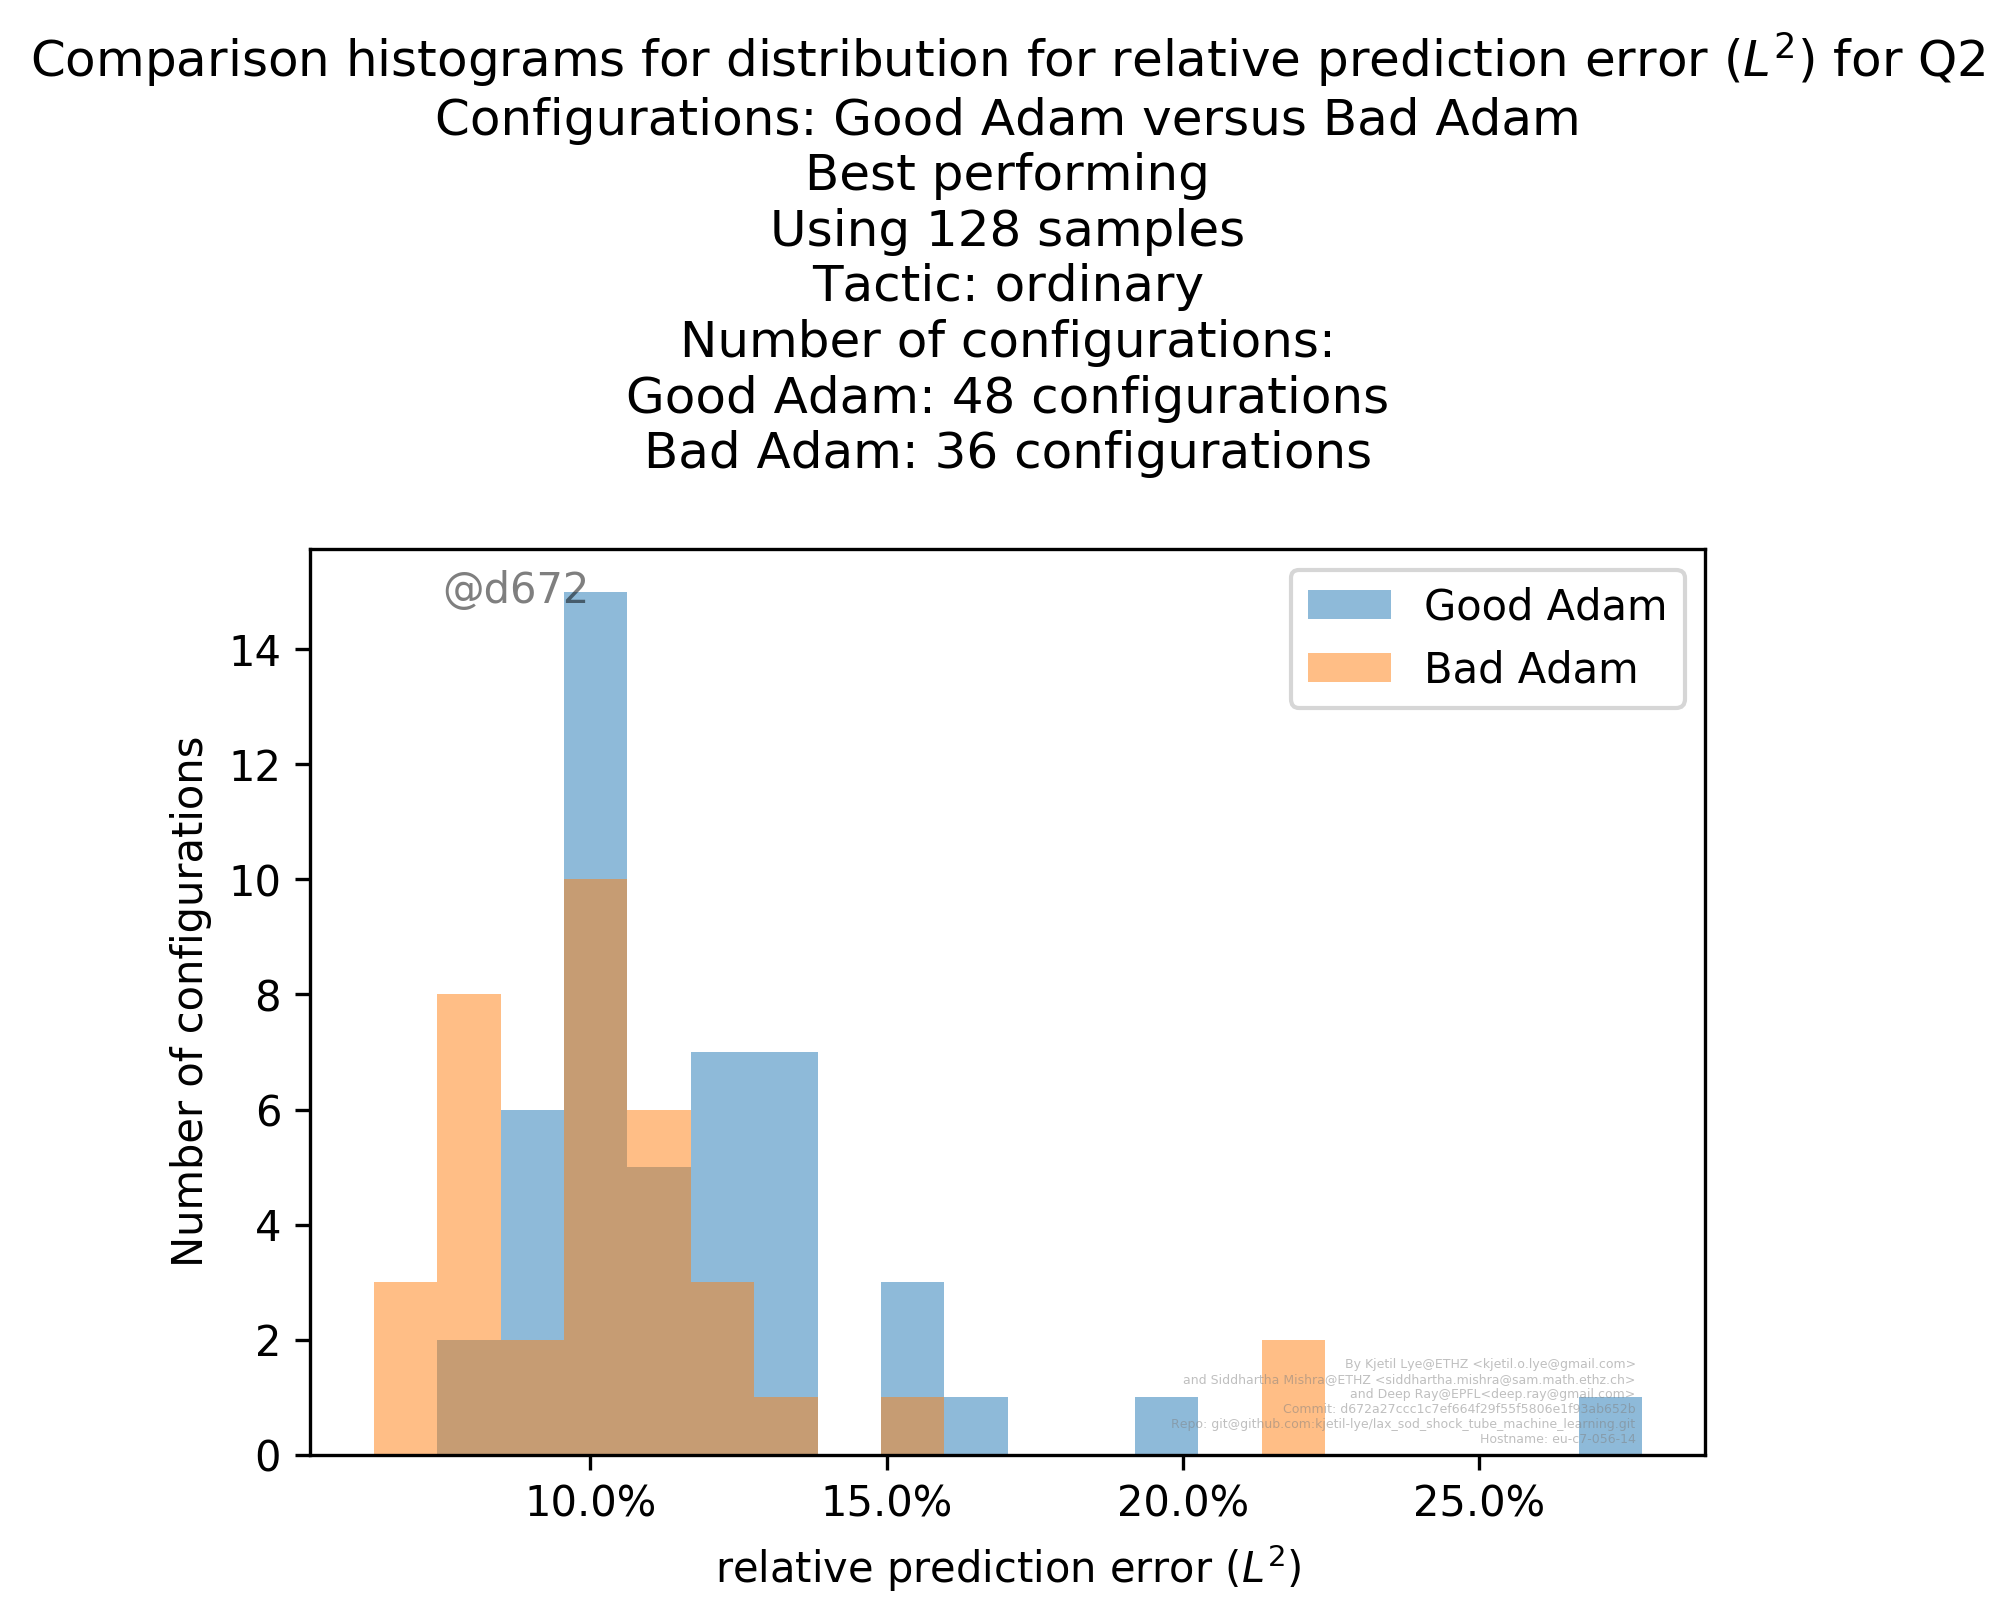 Comparison histograms for distribution for relative prediction error (L²) for Q2
Configurations: Good Adam versus Bad Adam
Best performing
Using 128 samples
Tactic: ordinary
Number of configurations:
Good Adam: 48 configurations
Bad Adam: 36 configurations
@d672
Good Adam
Bad Adam
Number of configurations
14
12
10
8
6
4
2
0
By Kjetil Lye@ETHZ <kjetil.o.lye@gmail.com>
and Siddhartha Mishra@ETHZ <siddhartha.mishra@sam.math.ethz.ch>
and Deep Ray@EPFL<deep.ray@gmail.com>
Commit: d672a27ccc1c7ef664f29f55f5806e1f93ab652b
Repo: git@github.com:kjetil-lye/lax_sod_shock_tube_machine_learning.git
Hostname: eu-c7-056-14
10.0% 15.0% 20.0% 25.0%
relative prediction error (L²)